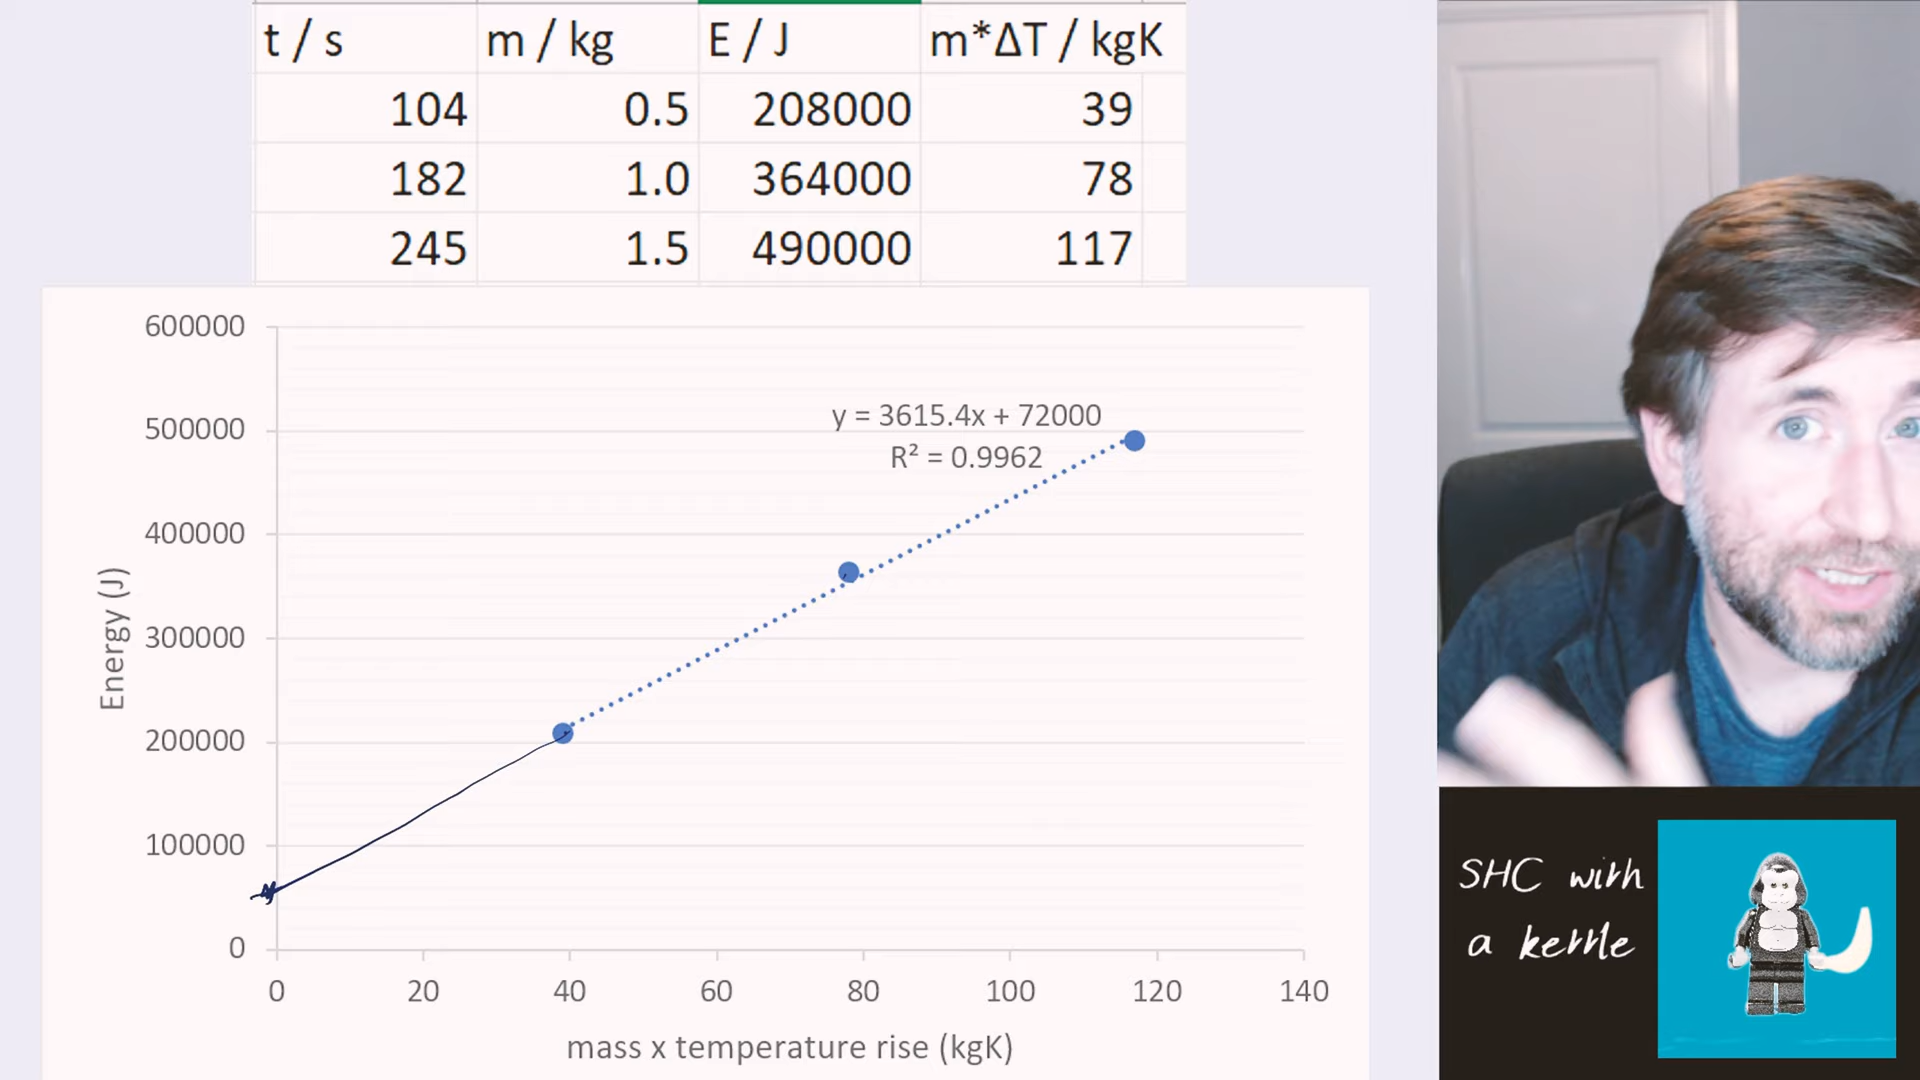 t / s m / kg E / J m*ΔT / kgK
104 0.5 208000 39
182 1.0 364000 78
245 1.5 490000 117
600000
500000
400000
300000
200000
100000
0
y = 3615.4x + 72000
R² = 0.9962
Energy (J)
0 20 40 60 80 100 120 140
mass x temperature rise (kgK)
SHC with
a kettle